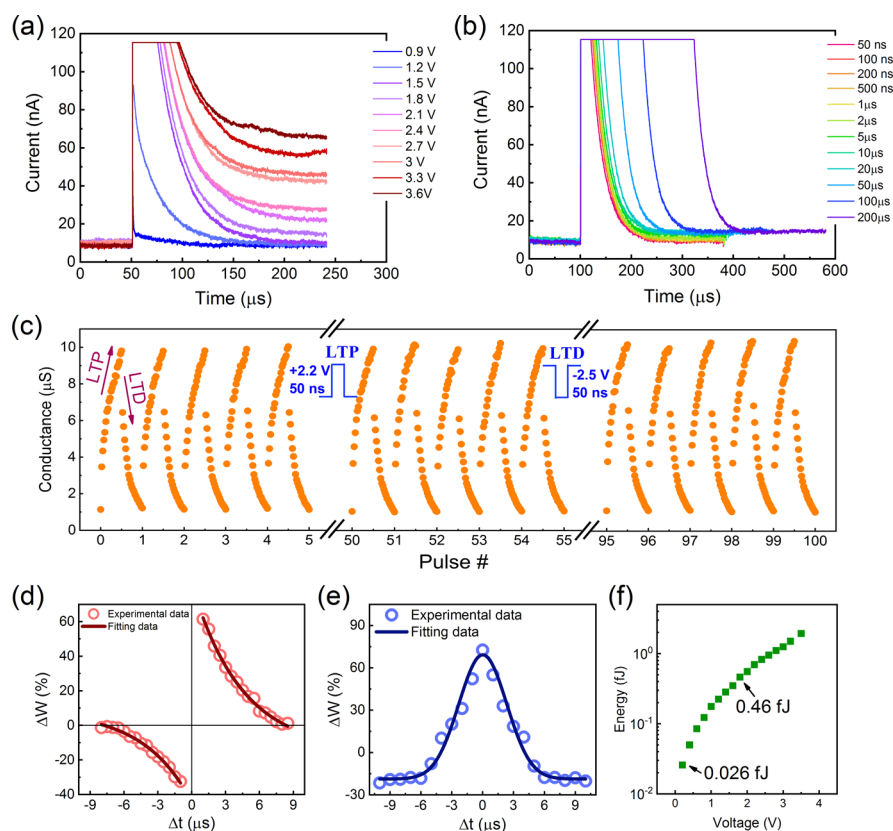 (a)
120
100
80
60
40
20
0
Current (nA)
0 50 100 150 200 250 300
Time (μs)
0.9 V
1.2 V
1.5 V
1.8 V
2.1 V
2.4 V
2.7 V
3 V
3.3 V
3.6V
(b)
120
100
80
60
40
20
0
Current (nA)
0 100 200 300 400 500 600
Time (μs)
50 ns
100 ns
200 ns
500 ns
1μs
2μs
5μs
10μs
20μs
50μs
100μs
200μs
(c)
10
8
6
4
2
0
Conductance (μS)
LTP
LTD
LTP
+2.2 V
50 ns
LTD
-2.5 V
50 ns
0 1 2 3 4 5 50 51 52 53 54 55 95 96 97 98 99 100
Pulse #
(d)
Experimental data
Fitting data
60
40
20
0
-20
-40
ΔW (%)
-9 -6 -3 0 3 6 9
Δt (μs)
(e)
Experimental data
Fitting data
90
60
30
0
-30
ΔW (%)
-9 -6 -3 0 3 6 9
Δt (μs)
(f)
10⁰
10⁻¹
10⁻²
Energy (fJ)
0.46 fJ
0.026 fJ
0 1 2 3 4
Voltage (V)